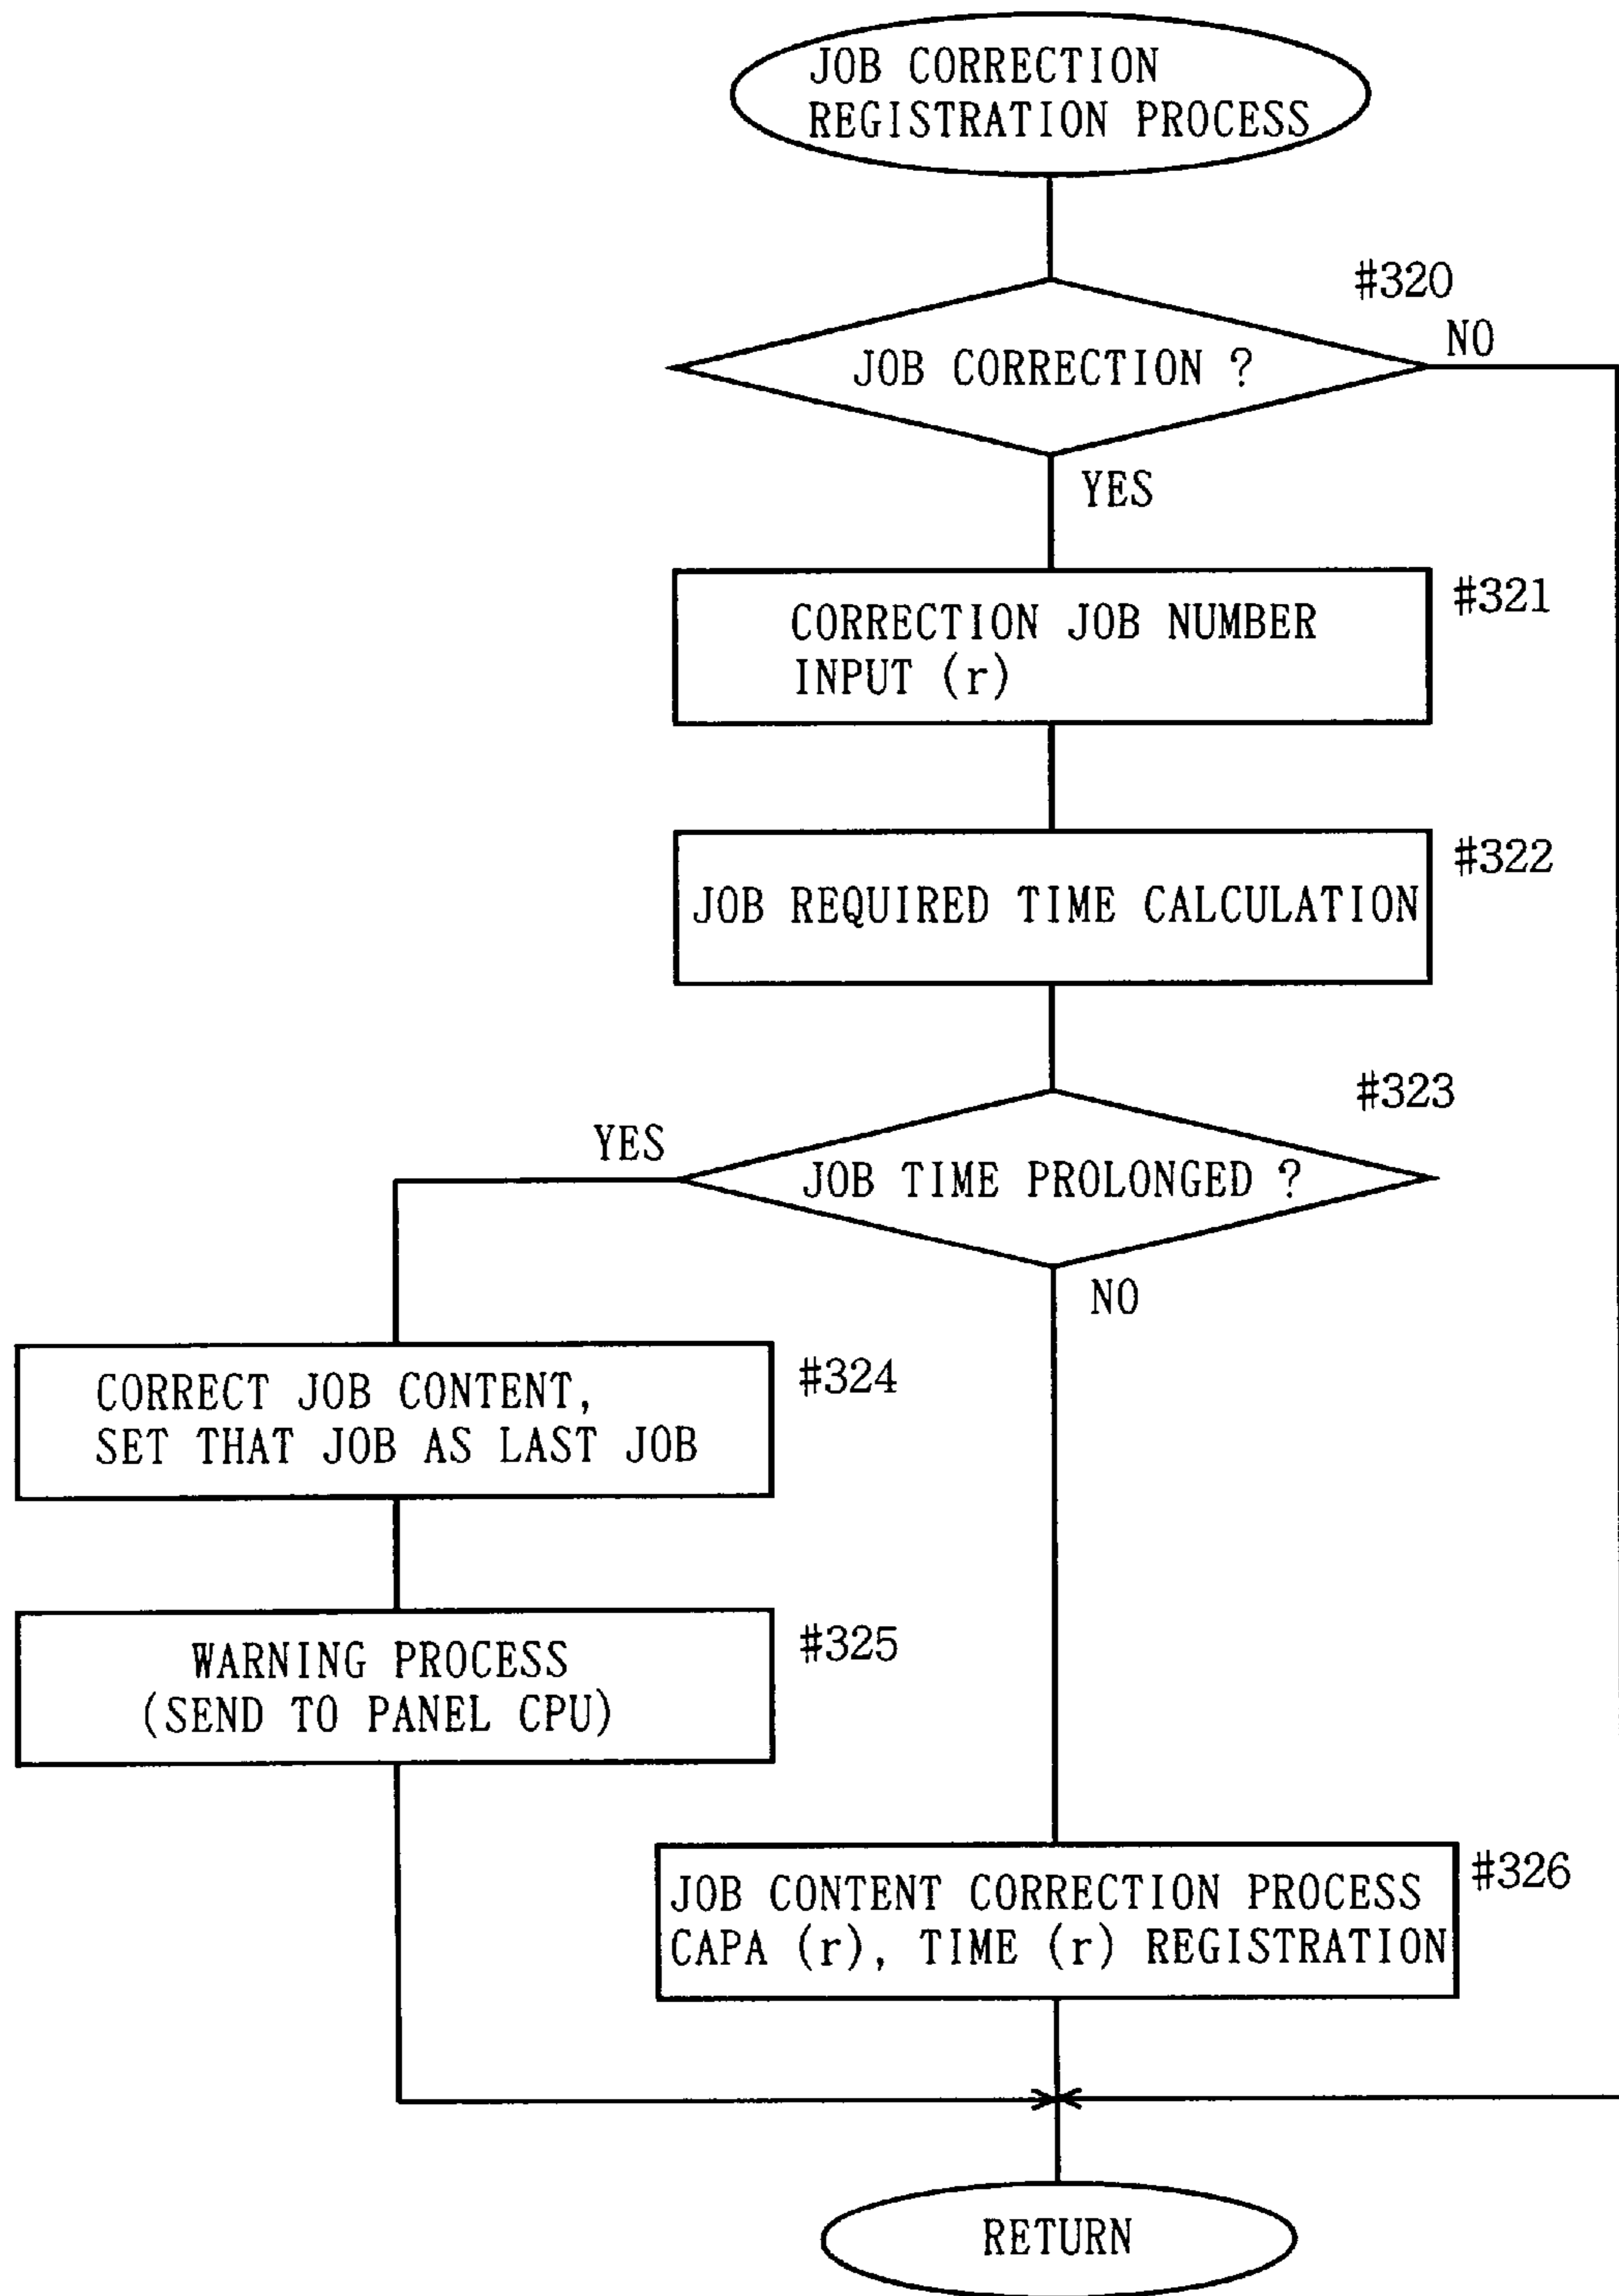 JOB CORRECTION
REGISTRATION PROCESS
#320
JOB CORRECTION ?
NO
YES
CORRECTION JOB NUMBER
INPUT (r)
#321
JOB REQUIRED TIME CALCULATION
#322
#323
YES
JOB TIME PROLONGED ?
NO
CORRECT JOB CONTENT,
SET THAT JOB AS LAST JOB
#324
WARNING PROCESS
(SEND TO PANEL CPU)
#325
JOB CONTENT CORRECTION PROCESS
CAPA (r), TIME (r) REGISTRATION
#326
RETURN